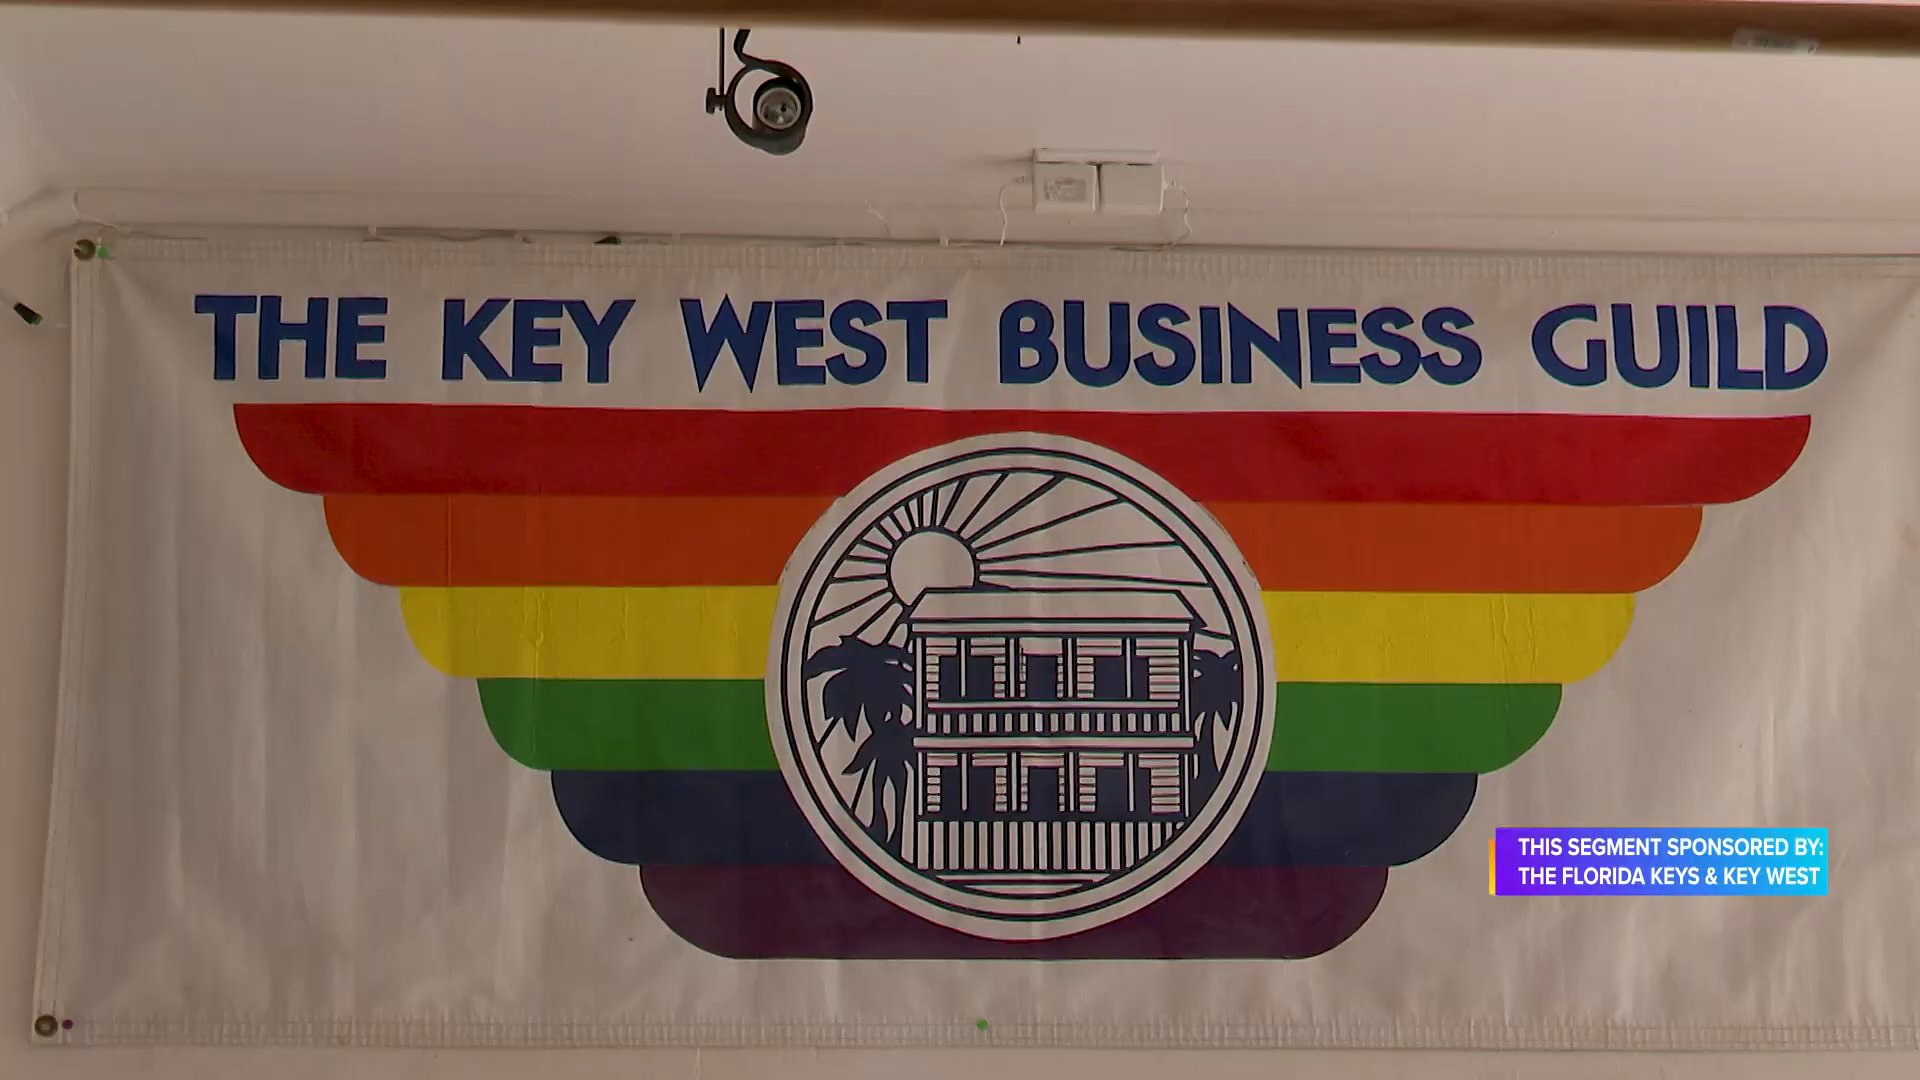 THE KEY WEST BUSINESS GUILD
THIS SEGMENT SPONSORED BY:
THE FLORIDA KEYS & KEY WEST